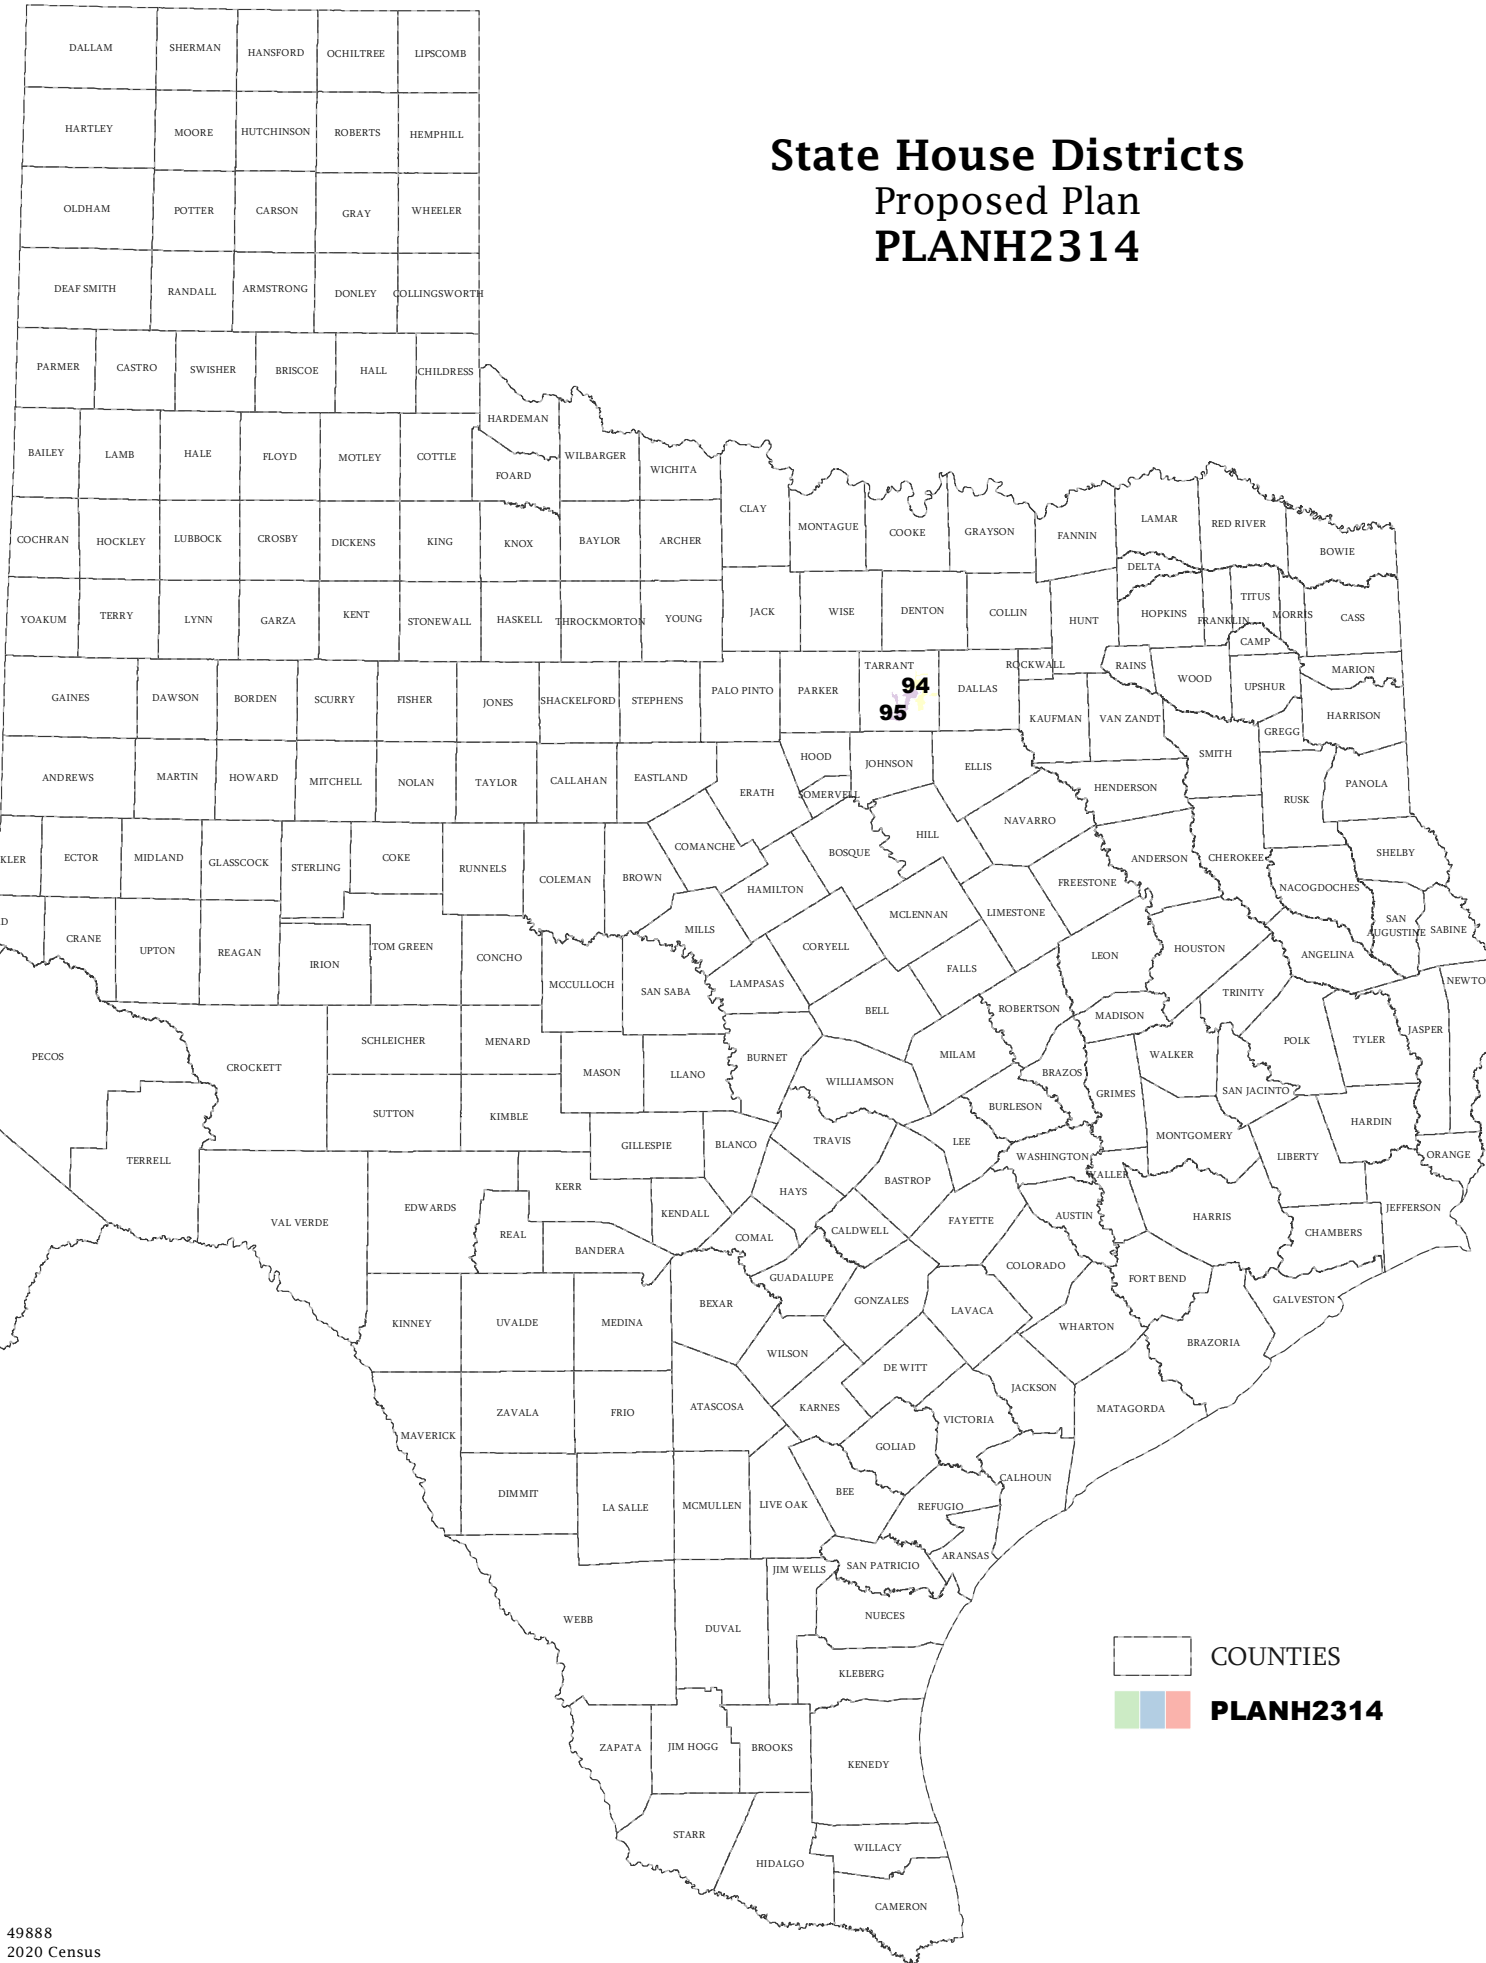 State House Districts
Proposed Plan
PLANH2314
DALLAM SHERMAN HANSFORD OCHILTREE LIPSCOMB
HARTLEY MOORE HUTCHINSON ROBERTS HEMPHILL
OLDHAM POTTER CARSON GRAY WHEELER
DEAF SMITH RANDALL ARMSTRONG DONLEY COLLINGSWORTH
PARMER CASTRO SWISHER BRISCOE HALL CHILDRESS
HARDEMAN
BAILEY LAMB HALE FLOYD MOTLEY COTTLE FOARD WILBARGER WICHITA
CLAY MONTAGUE COOKE GRAYSON FANNIN LAMAR RED RIVER BOWIE
DELTA
COCHRAN HOCKLEY LUBBOCK CROSBY DICKENS KING KNOX BAYLOR ARCHER
YOAKUM TERRY LYNN GARZA KENT STONEWALL HASKELL THROCKMORTON YOUNG JACK WISE DENTON COLLIN HUNT HOPKINS FRANKLIN TITUS MORRIS CASS
CAMP
TARRANT ROCKWALL RAINS WOOD UPSHUR MARION
94
95
GAINES DAWSON BORDEN SCURRY FISHER JONES SHACKELFORD STEPHENS PALO PINTO PARKER DALLAS KAUFMAN VAN ZANDT GREGG HARRISON
SMITH
ANDREWS MARTIN HOWARD MITCHELL NOLAN TAYLOR CALLAHAN EASTLAND ERATH HOOD JOHNSON ELLIS HENDERSON RUSK PANOLA
SOMERVELL
KLER ECTOR MIDLAND GLASSCOCK STERLING COKE RUNNELS COLEMAN BROWN COMANCHE HAMILTON BOSQUE HILL NAVARRO ANDERSON CHEROKEE SHELBY
FREESTONE NACOGDOCHES
D CRANE UPTON REAGAN IRION TOM GREEN CONCHO MILLS CORYELL MCLENNAN LIMESTONE LEON HOUSTON ANGELINA SAN
AUGUSTINE SABINE
MCCULLOCH SAN SABA LAMPASAS BELL FALLS ROBERTSON MADISON TRINITY NEWTO
PECOS CROCKETT SCHLEICHER MENARD MASON LLANO BURNET WILLIAMSON MILAM BRAZOS WALKER POLK TYLER JASPER
SUTTON KIMBLE BURLESON GRIMES SAN JACINTO HARDIN
TERRELL GILLESPIE BLANCO TRAVIS LEE WASHINGTON MONTGOMERY LIBERTY ORANGE
WALLER
VAL VERDE EDWARDS KERR KENDALL HAYS BASTROP FAYETTE AUSTIN HARRIS CHAMBERS JEFFERSON
REAL BANDERA COMAL CALDWELL COLORADO
KINNEY UVALDE MEDINA BEXAR GUADALUPE GONZALES LAVACA WHARTON FORT BEND BRAZORIA GALVESTON
WILSON DE WITT JACKSON
MAVERICK ZAVALA FRIO ATASCOSA KARNES GOLIAD VICTORIA MATAGORDA
DIMMIT LA SALLE MCMULLEN LIVE OAK BEE REFUGIO CALHOUN
ARANSAS
JIM WELLS SAN PATRICIO
WEBB DUVAL NUECES
KLEBERG
ZAPATA JIM HOGG BROOKS KENEDY
STARR HIDALGO WILLACY
CAMERON
COUNTIES
PLANH2314
49888
2020 Census